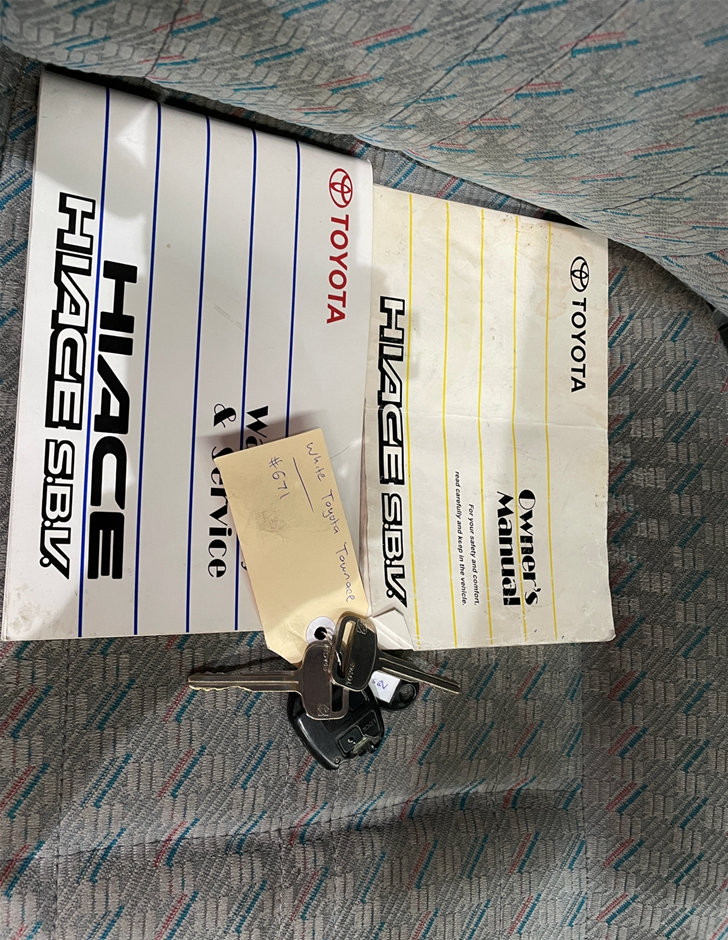 TOYOTA
& Service
HIACE
HIACE S.B.V.
TOYOTA
Owner's
Manual
For your safety and comfort,
read carefully and keep in the vehicle.
HIACE S.B.V.
White Toyota Townace
#671